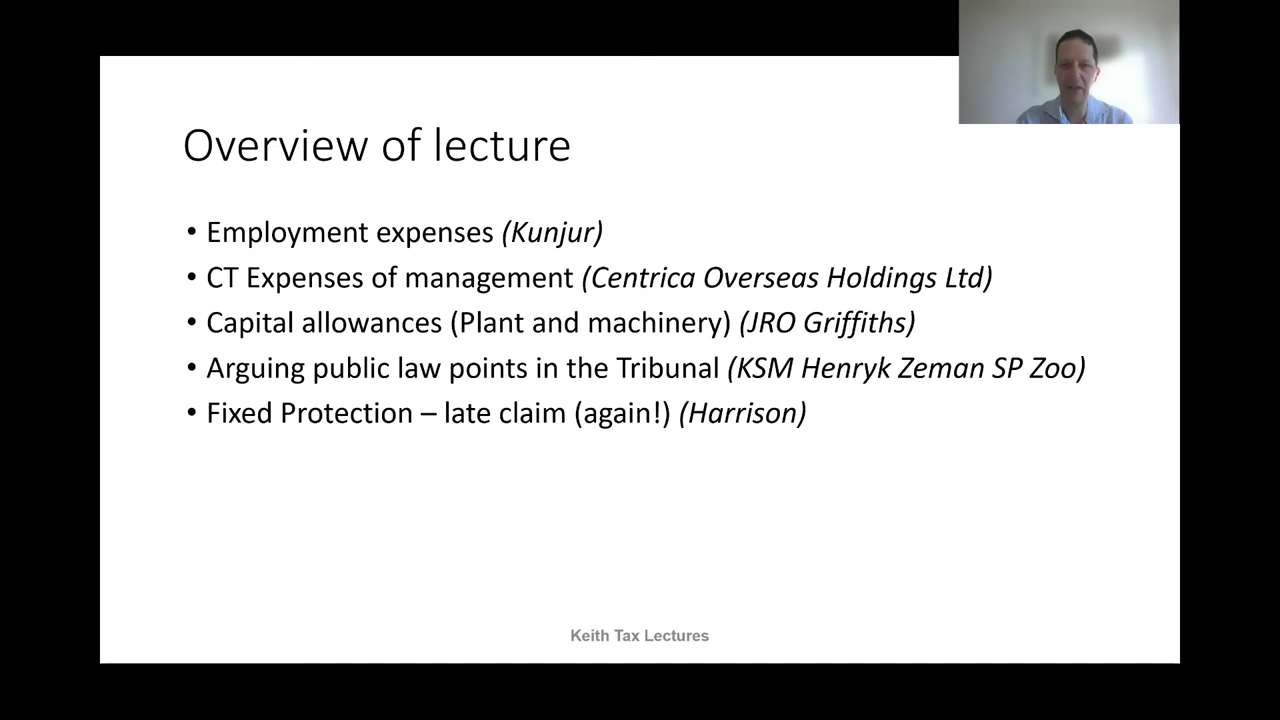 Overview of lecture
• Employment expenses (Kunjur)
• CT Expenses of management (Centrica Overseas Holdings Ltd)
• Capital allowances (Plant and machinery) (JRO Griffiths)
• Arguing public law points in the Tribunal (KSM Henryk Zeman SP Zoo)
• Fixed Protection – late claim (again!) (Harrison)
Keith Tax Lectures